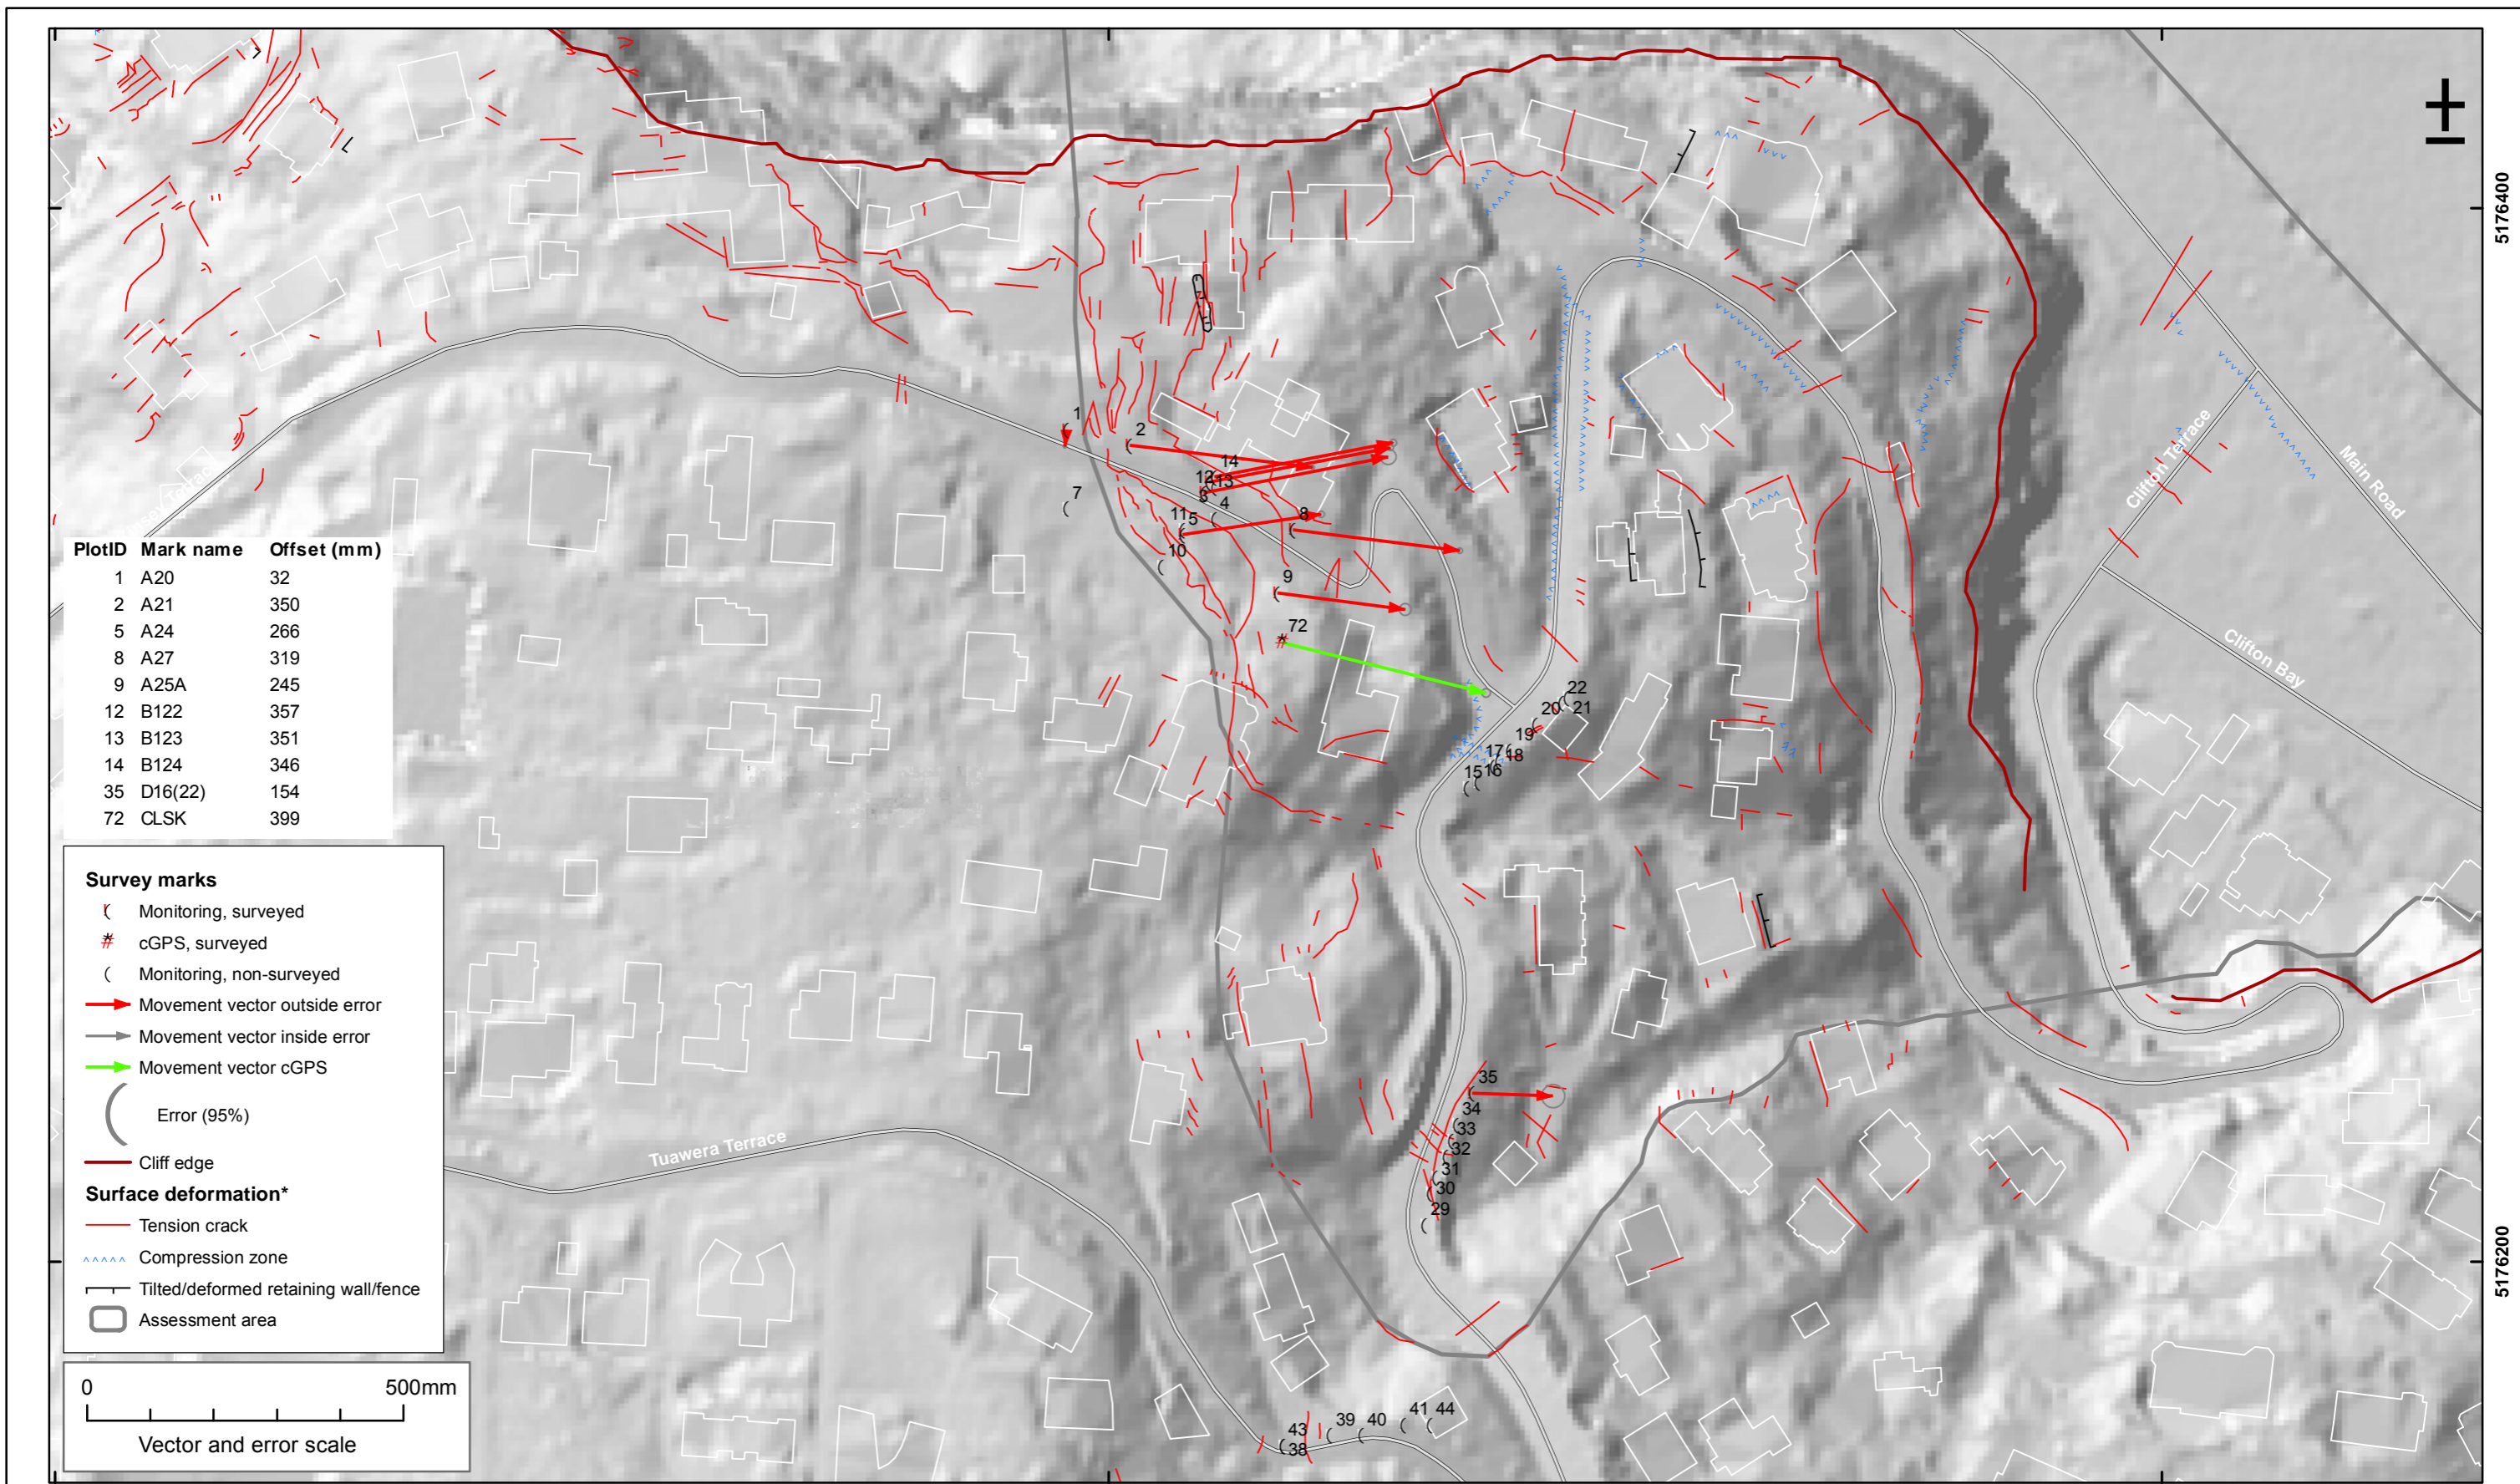 5176400
1
2
14
12
13
3
4
7
11
5
8
10
9
72
Clifton Terrace
Main Road
Clifton Bay
PlotID Mark name Offset (mm)
1 A20 32
2 A21 350
5 A24 266
8 A27 319
9 A25A 245
12 B122 357
13 B123 351
14 B124 346
35 D16(22) 154
72 CLSK 399
22
20 21
19
17 18
15 16
Survey marks
Monitoring, surveyed
cGPS, surveyed
Monitoring, non-surveyed
Movement vector outside error
Movement vector inside error
Movement vector cGPS
Error (95%)
Cliff edge
Surface deformation*
Tension crack
Compression zone
Tilted/deformed retaining wall/fence
Assessment area
Tuawera Terrace
35
34
33
32
31
30
29
5176200
0 500mm
Vector and error scale
43
38
39 40
41 44